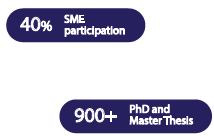 40% SME
participation
900+ PhD and
Master Thesis